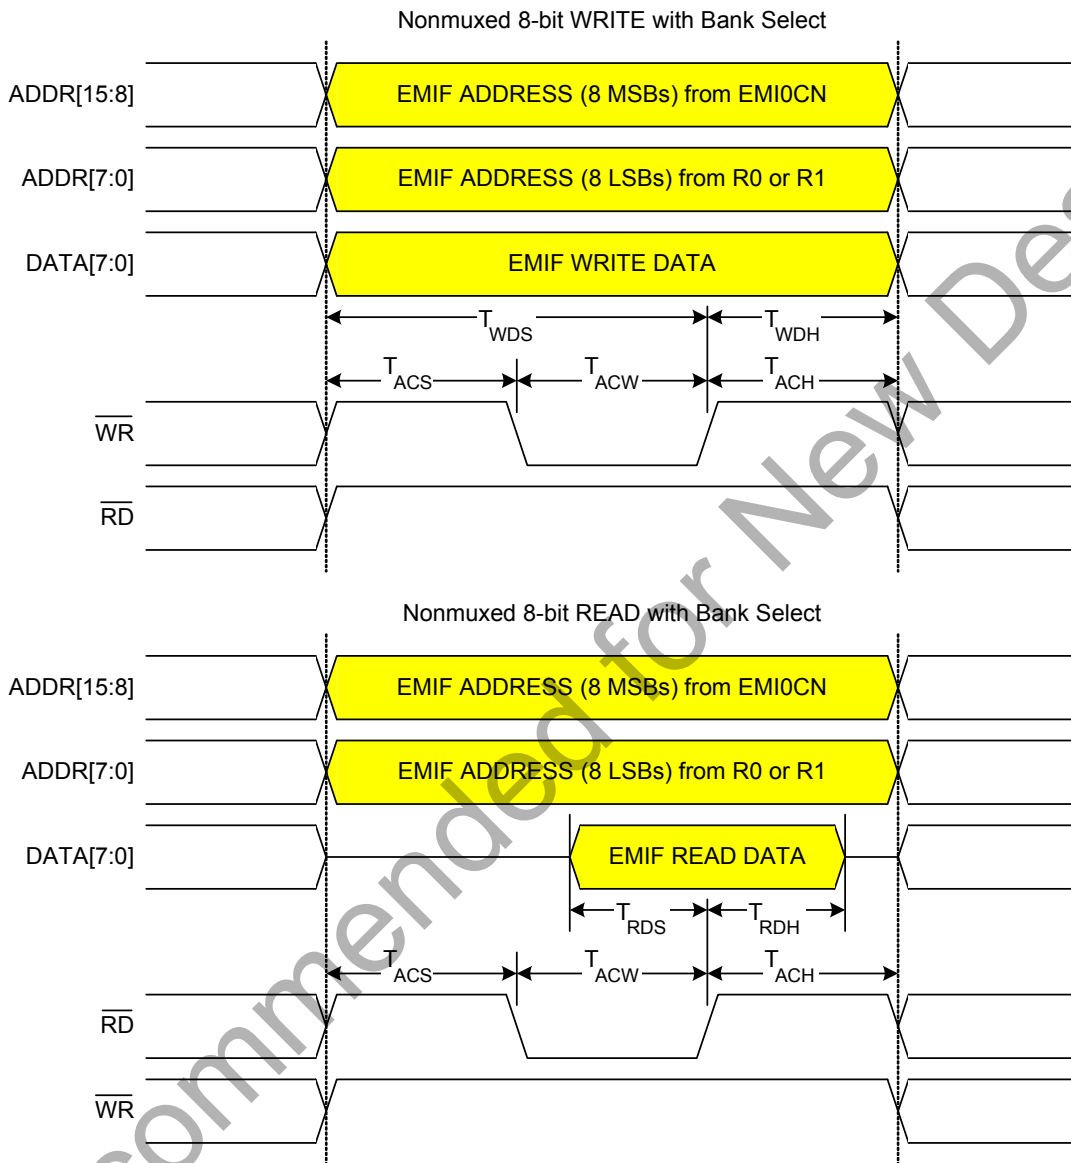 Nonmuxed 8-bit WRITE with Bank Select
ADDR[15:8] EMIF ADDRESS (8 MSBs) from EMI0CN
ADDR[7:0] EMIF ADDRESS (8 LSBs) from R0 or R1
DATA[7:0] EMIF WRITE DATA
TWDS TWDH
TACS TACW TACH
WR
RD
Nonmuxed 8-bit READ with Bank Select
ADDR[15:8] EMIF ADDRESS (8 MSBs) from EMI0CN
ADDR[7:0] EMIF ADDRESS (8 LSBs) from R0 or R1
DATA[7:0] EMIF READ DATA
TRDS TRDH
TACS TACW TACH
RD
WR
for New